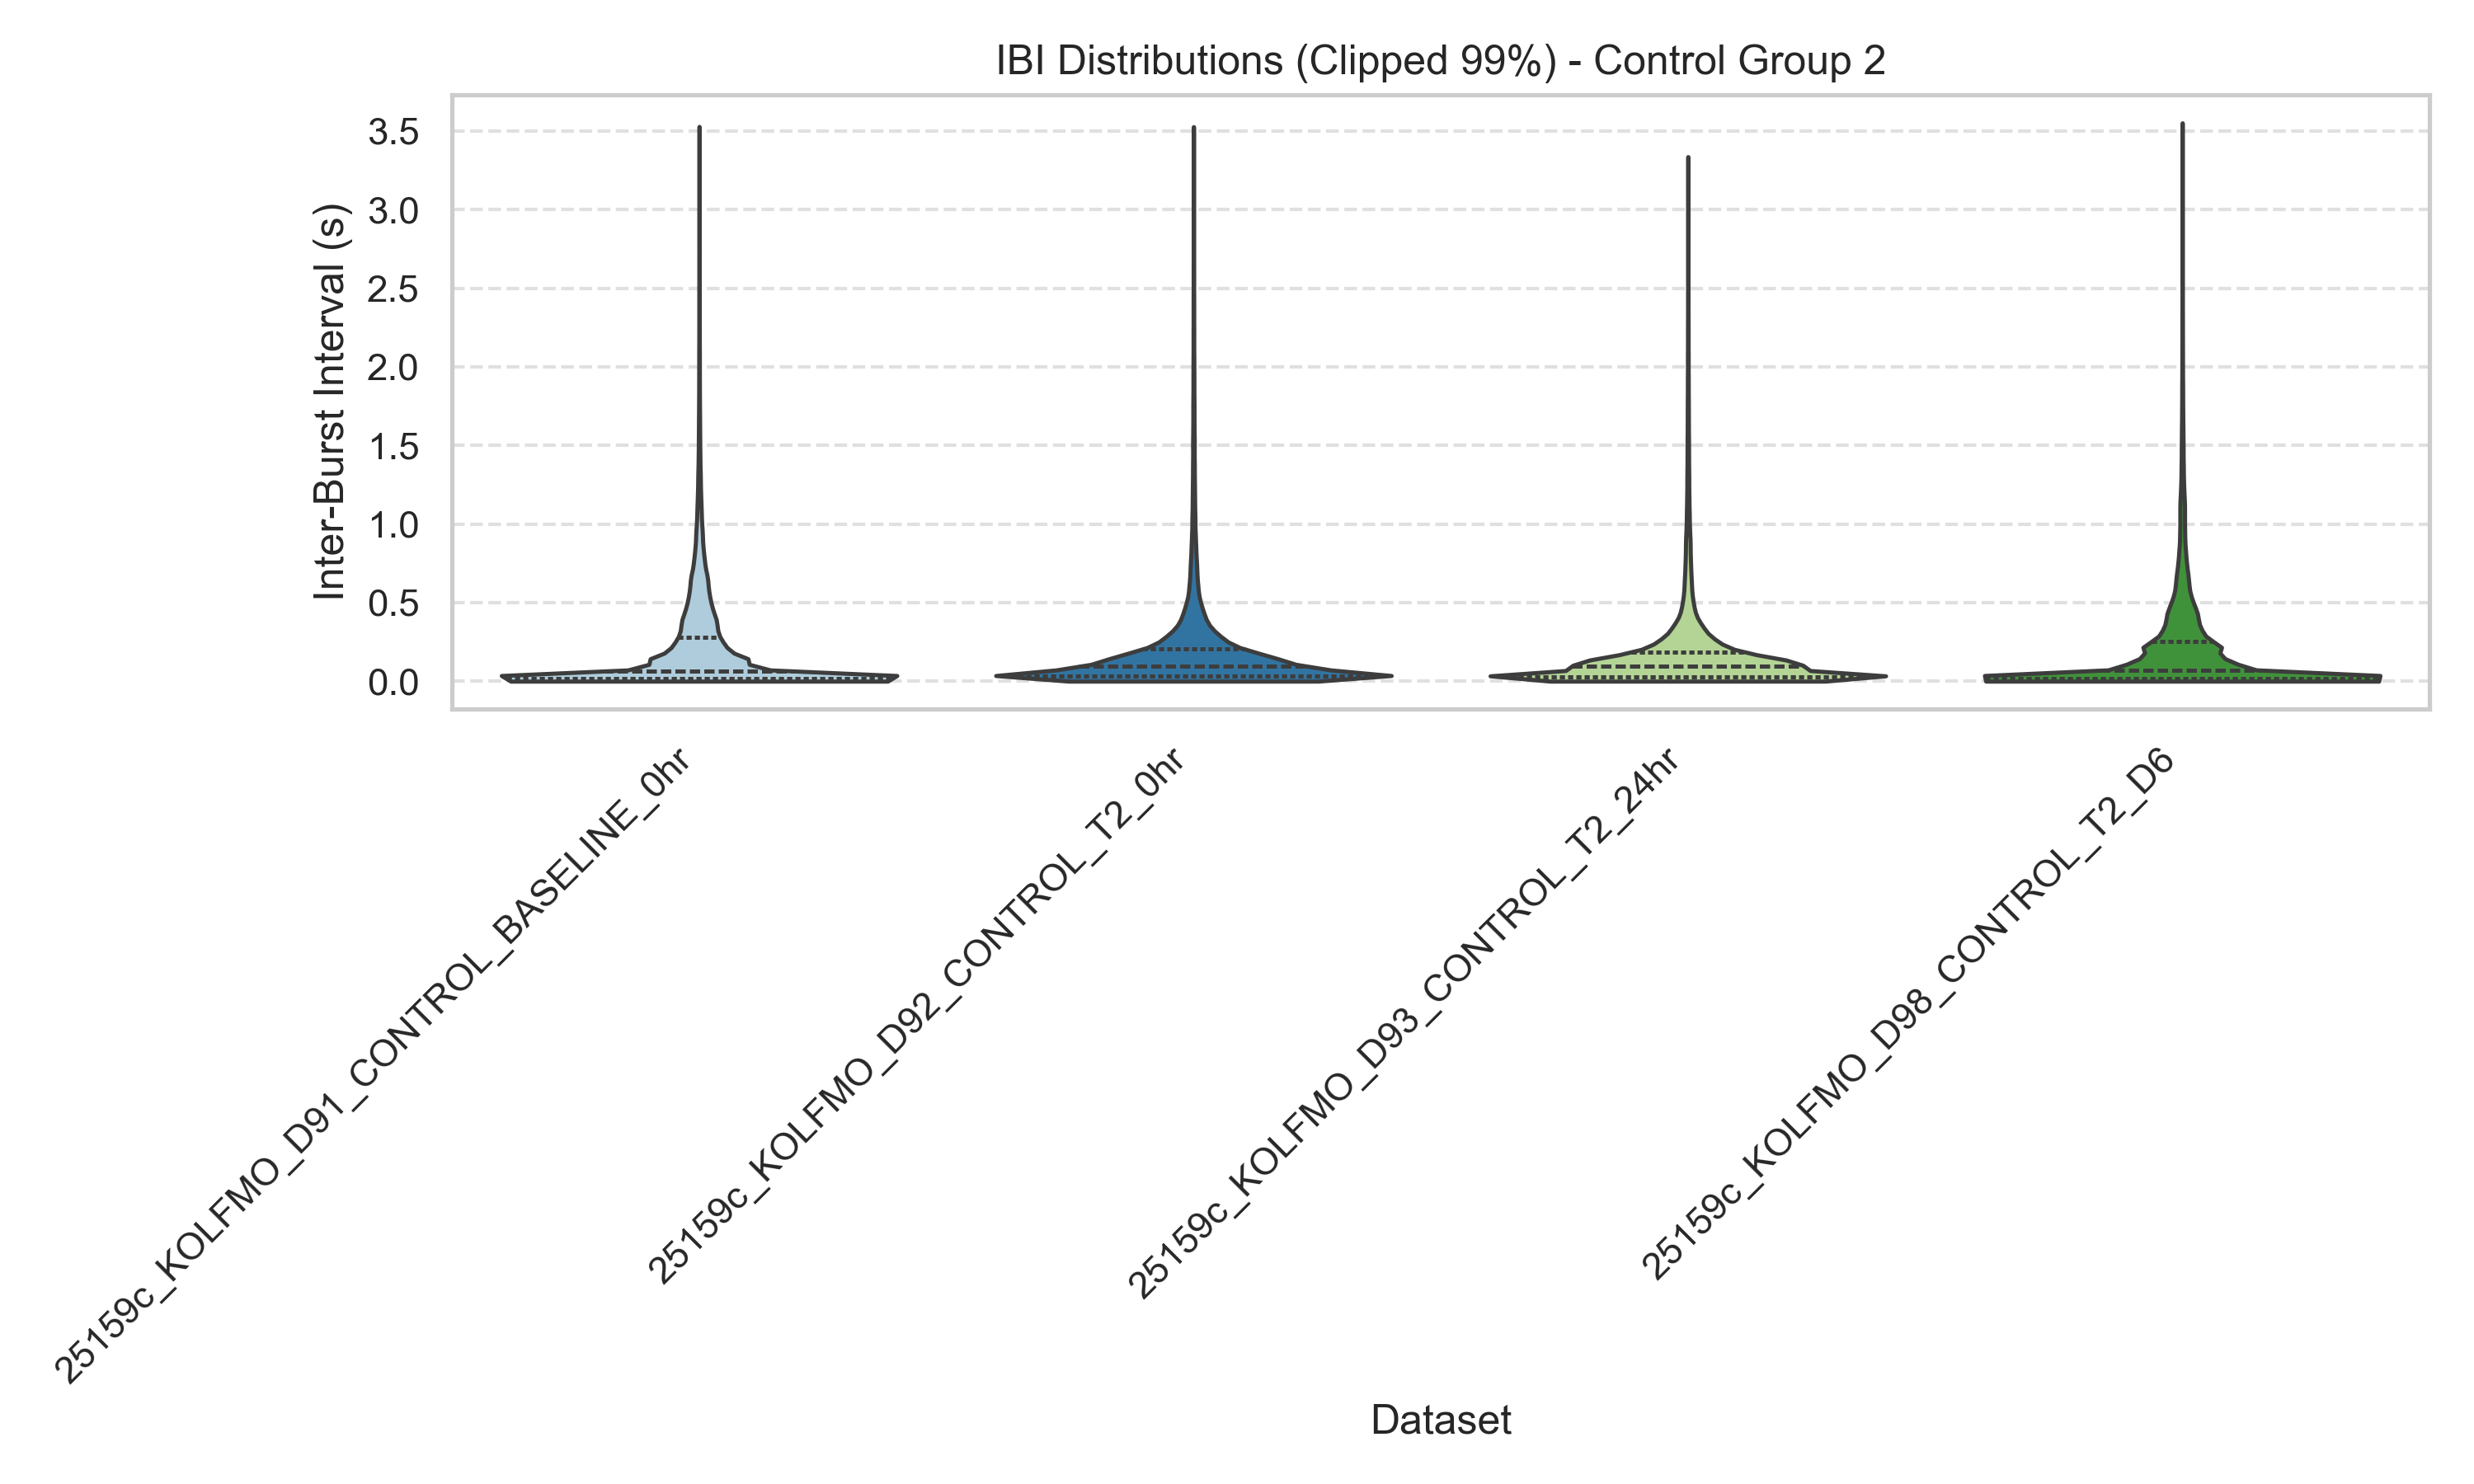 IBI Distributions (Clipped 99%) - Control Group 2
Inter-Burst Interval (s)
3.5
3.0
2.5
2.0
1.5
1.0
0.5
0.0
25159c_KOLFMO_D91_CONTROL_BASELINE_0hr
25159c_KOLFMO_D92_CONTROL_T2_0hr
25159c_KOLFMO_D93_CONTROL_T2_24hr
25159c_KOLFMO_D98_CONTROL_T2_D6
Dataset